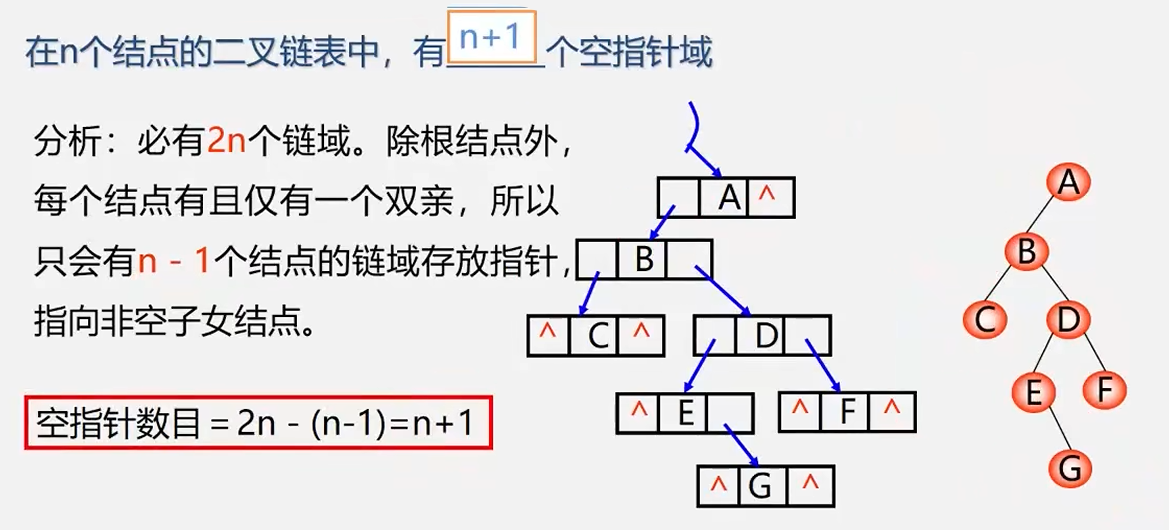 在n个结点的二叉链表中，有n+1个空指针域
分析：必有2n个链域。除根结点外，
每个结点有且仅有一个双亲，所以
只会有n-1个结点的链域存放指针，
指向非空子女结点。
空指针数目＝2n-(n-1)=n+1
A ^
B
^ C ^
D
^ E
^ F ^
^ G ^
A
B
C
D
E
F
G